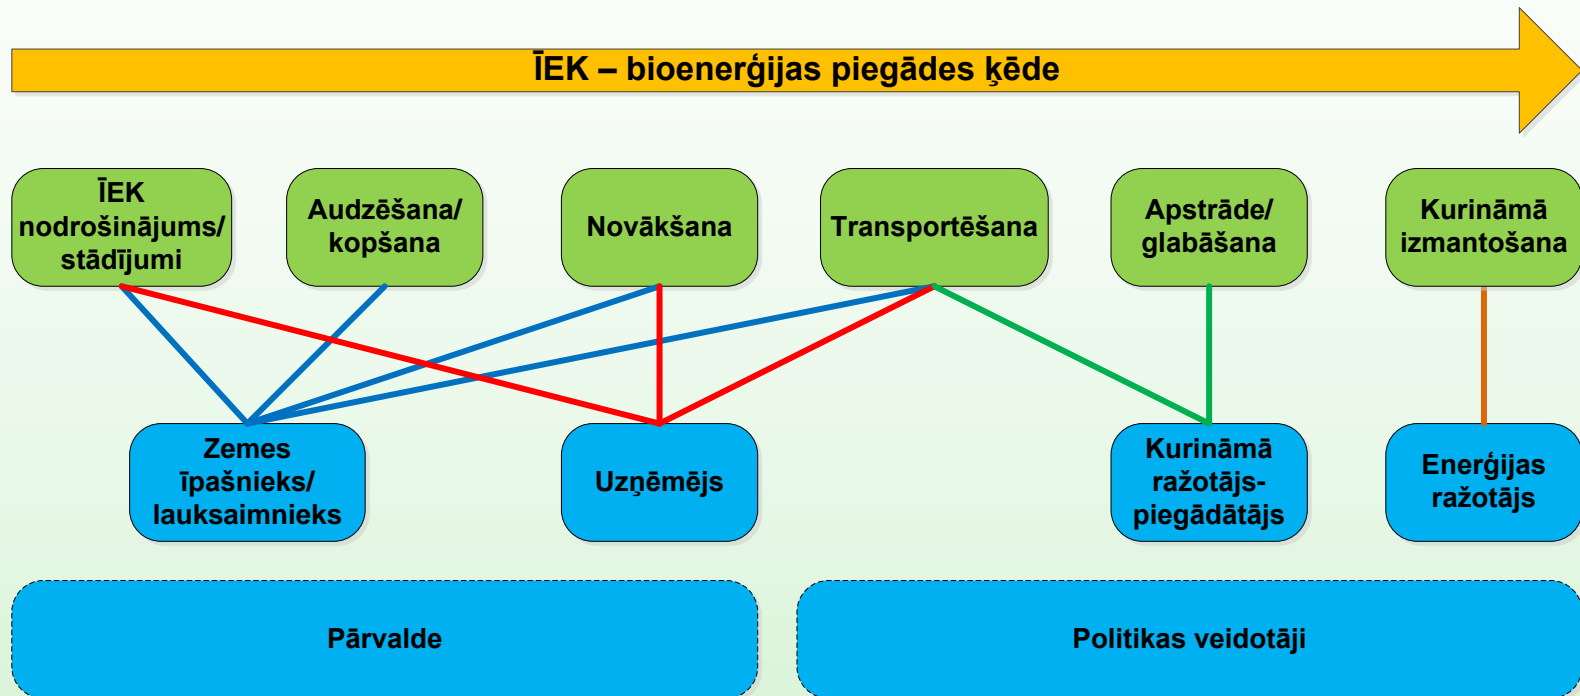 ĪEK – bioenerģijas piegādes ķēde
ĪEK
nodrošinājums/
stādījumi
Audzēšana/
kopšana
Novākšana
Transportēšana
Apstrāde/
glabāšana
Kurināmā
izmantošana
Zemes
īpašnieks/
lauksaimnieks
Uzņēmējs
Kurināmā
ražotājs-
piegādātājs
Enerģijas
ražotājs
Pārvalde
Politikas veidotāji